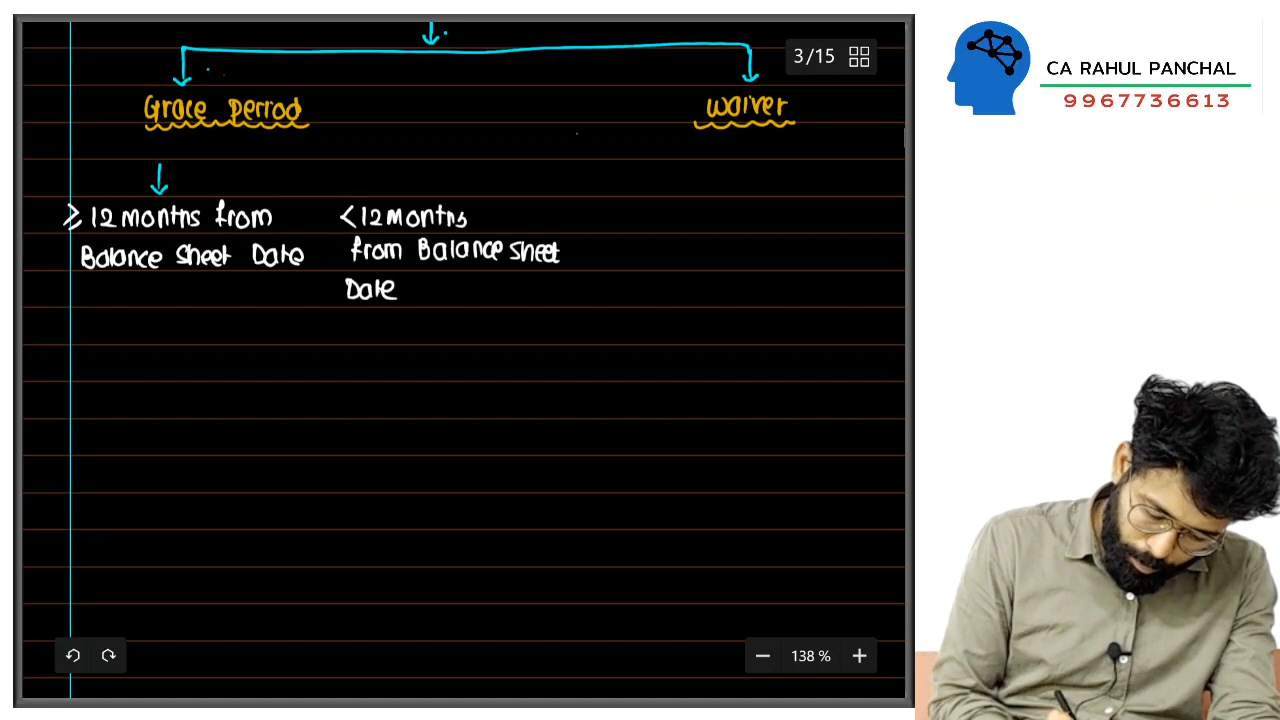 3/15
CA RAHUL PANCHAL
9967736613
Grace period
Waiver
≥ 12 months from
Balance sheet Date
< 12 months
from Balance sheet
Date
138 %